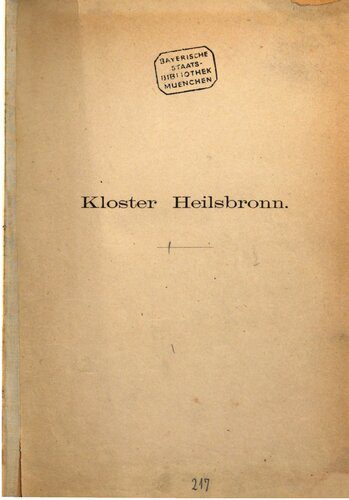 BAYERISCHE
STAATS-
BIBLIOTHEK
MUENCHEN
Kloster Heilsbronn.
217